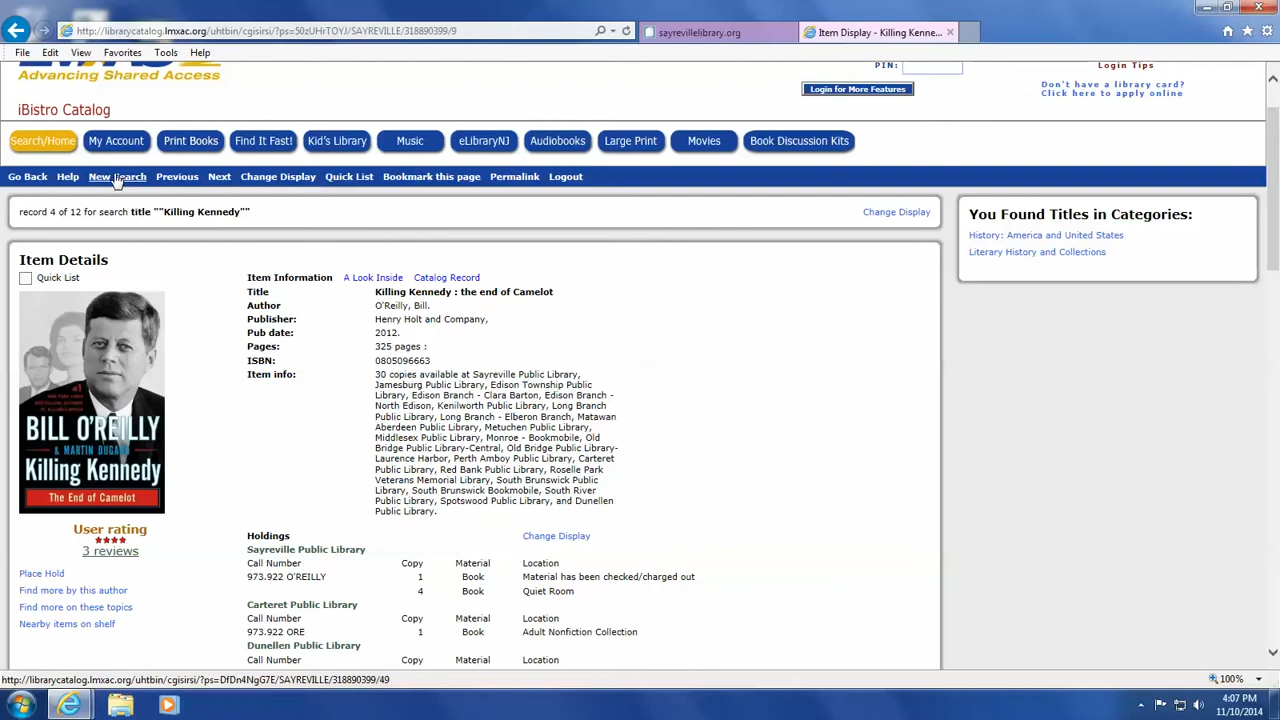 http://librarycatalog.lmxac.org/uhtbin/cgisirsi/?ps=50zUHrTOYJ/SAYREVILLE/318890399/9
sayrevillelibrary.org
Item Display - Killing Kenne...
File Edit View Favorites Tools Help
Advancing Shared Access
PIN:
Login Tips
Login for More Features
Don't have a library card?
Click here to apply online
iBistro Catalog
Search/Home My Account Print Books Find It Fast! Kid's Library Music eLibraryNJ Audiobooks Large Print Movies Book Discussion Kits
Go Back Help New Search Previous Next Change Display Quick List Bookmark this page Permalink Logout
record 4 of 12 for search title ""Killing Kennedy""
Change Display
You Found Titles in Categories:
History: America and United States
Literary History and Collections
Item Details
Quick List
Item Information A Look Inside Catalog Record
Title Killing Kennedy : the end of Camelot
Author O'Reilly, Bill.
Publisher: Henry Holt and Company,
Pub date: 2012.
Pages: 325 pages :
ISBN: 0805096663
Item info: 30 copies available at Sayreville Public Library,
Jamesburg Public Library, Edison Township Public
Library, Edison Branch - Clara Barton, Edison Branch -
North Edison, Kenilworth Public Library, Long Branch
Public Library, Long Branch - Elberon Branch, Matawan
Aberdeen Public Library, Metuchen Public Library,
Middlesex Public Library, Monroe - Bookmobile, Old
Bridge Public Library-Central, Old Bridge Public Library-
Laurence Harbor, Perth Amboy Public Library, Carteret
Public Library, Red Bank Public Library, Roselle Park
Veterans Memorial Library, South Brunswick Public
Library, South Brunswick Bookmobile, South River
Public Library, Spotswood Public Library, and Dunellen
Public Library.
BILL O'REILLY
& MARTIN DUGARD
Killing Kennedy
The End of Camelot
User rating
3 reviews
Place Hold
Find more by this author
Find more on these topics
Nearby items on shelf
Holdings Change Display
Sayreville Public Library
Call Number Copy Material Location
973.922 O'REILLY 1 Book Material has been checked/charged out
4 Book Quiet Room
Carteret Public Library
Call Number Copy Material Location
973.922 ORE 1 Book Adult Nonfiction Collection
Dunellen Public Library
Call Number Copy Material Location
http://librarycatalog.lmxac.org/uhtbin/cgisirsi/?ps=DfDn4NgG7E/SAYREVILLE/318890399/49
100%
4:07 PM
11/10/2014